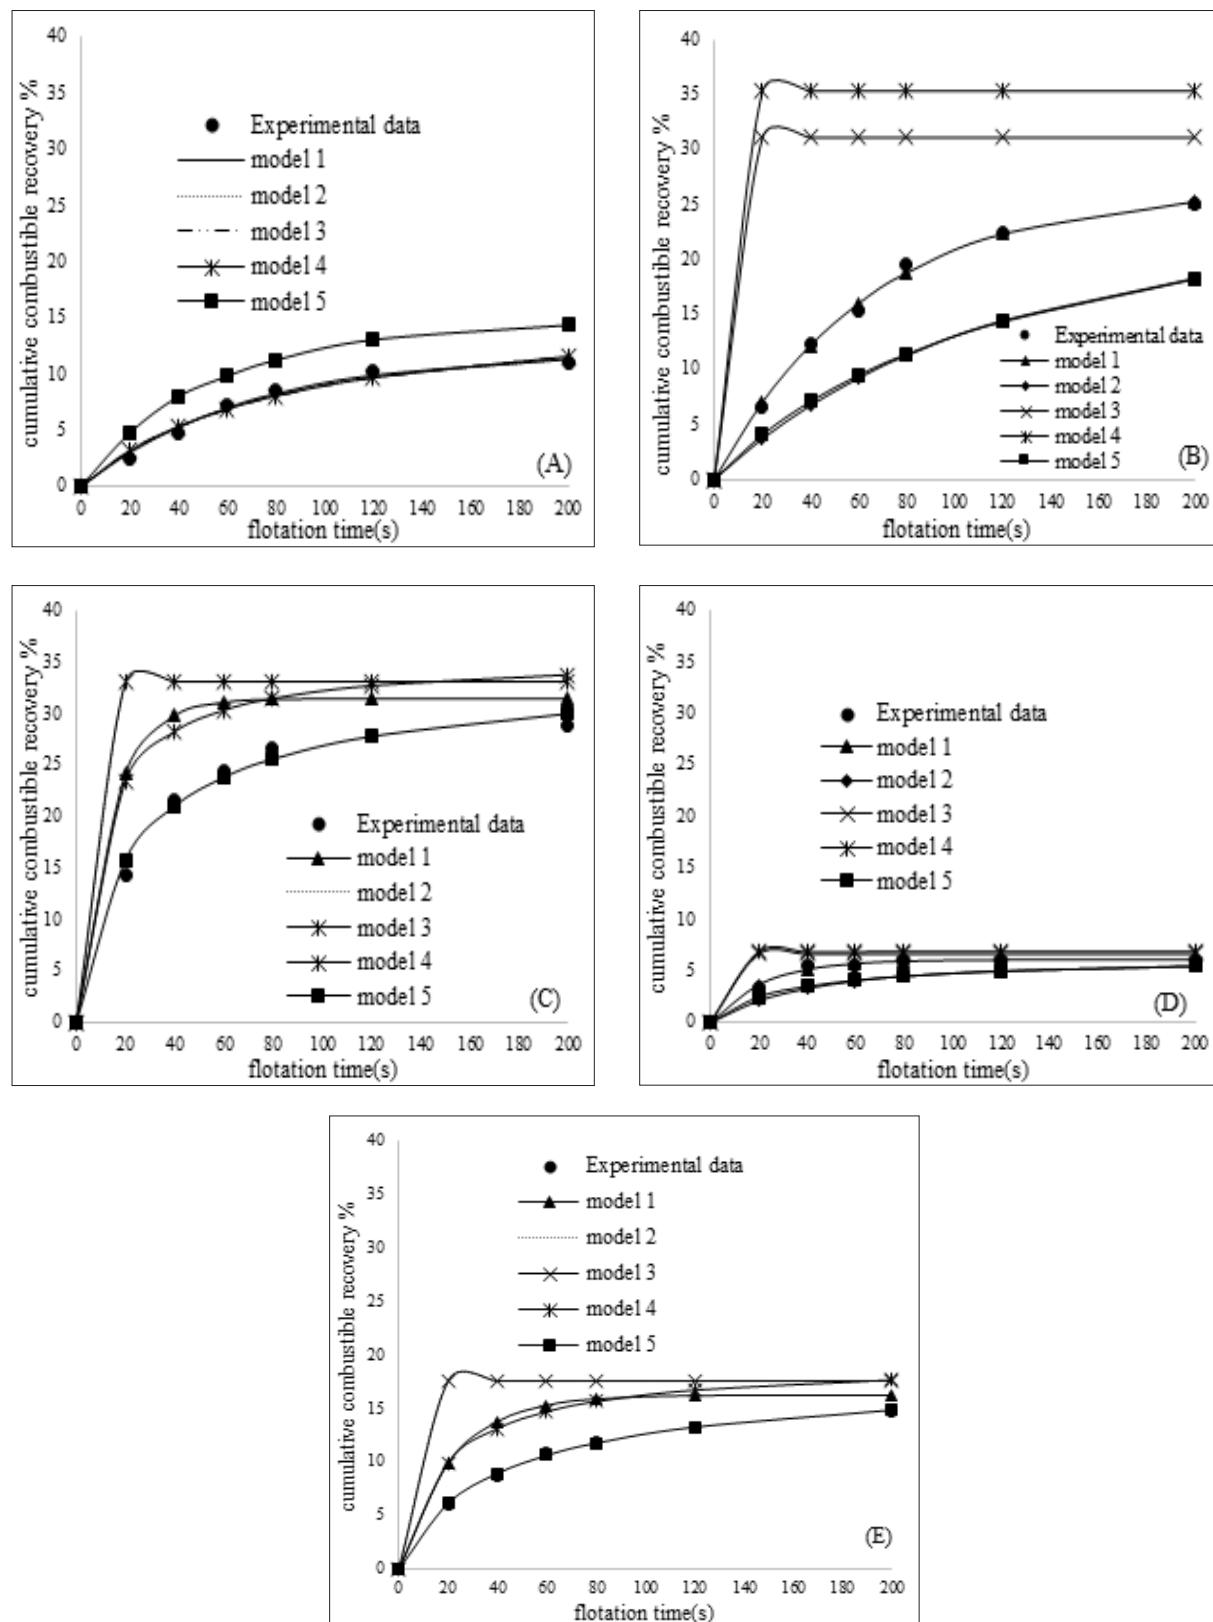 cumulative combustible recovery %
40
35
30
25
20
15
10
5
0
Experimental data
model 1
model 2
model 3
model 4
model 5
(A)
0 20 40 60 80 100 120 140 160 180 200
flotation time(s)
cumulative combustible recovery %
40
35
30
25
20
15
10
5
0
Experimental data
model 1
model 2
model 3
model 4
model 5
(B)
0 20 40 60 80 100 120 140 160 180 200
flotation time(s)
cumulative combustible recovery %
40
35
30
25
20
15
10
5
0
Experimental data
model 1
model 2
model 3
model 4
model 5
(C)
0 20 40 60 80 100 120 140 160 180 200
flotation time(s)
cumulative combustible recovery %
40
35
30
25
20
15
10
5
0
Experimental data
model 1
model 2
model 3
model 4
model 5
(D)
0 20 40 60 80 100 120 140 160 180 200
flotation time(s)
cumulative combustible recovery %
40
35
30
25
20
15
10
5
0
Experimental data
model 1
model 2
model 3
model 4
model 5
(E)
0 20 40 60 80 100 120 140 160 180 200
flotation time(s)